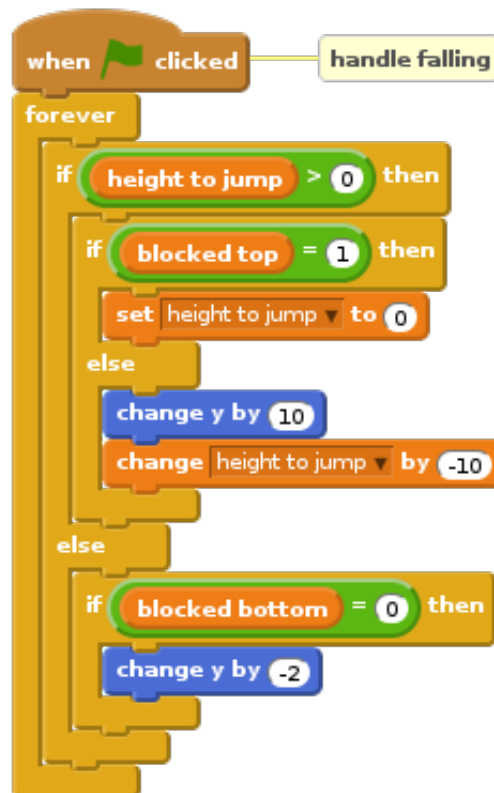 when clicked
handle falling
forever
if height to jump > 0 then
if blocked top = 1 then
set height to jump ▼ to 0
else
change y by 10
change height to jump ▼ by -10
else
if blocked bottom = 0 then
change y by -2